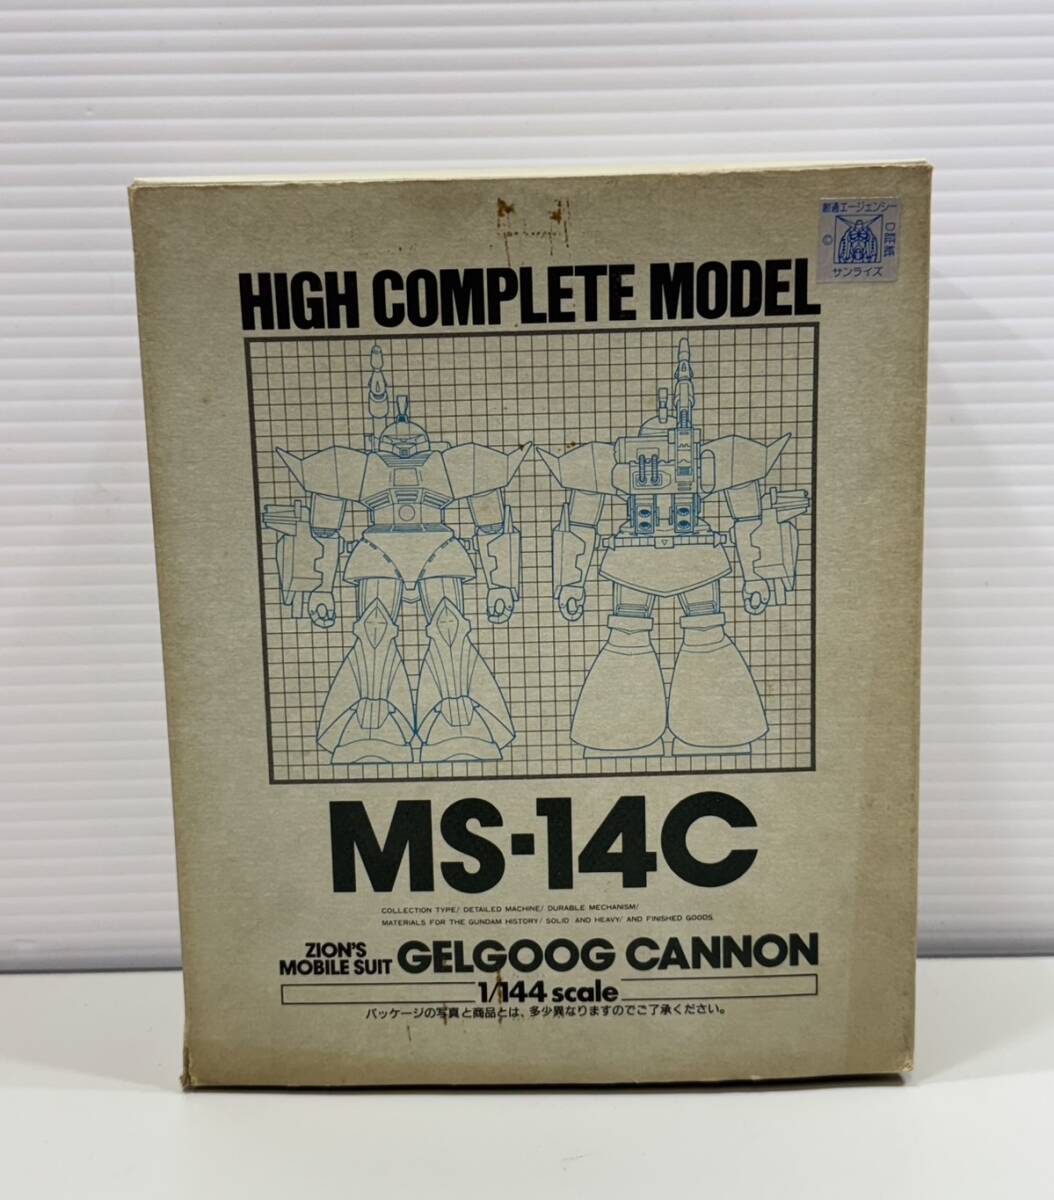 創通エージェンシー
©
サンライズ
HIGH COMPLETE MODEL
MS-14C
COLLECTION TYPE/ DETAILED MACHINE/ DURABLE MECHANISM/
MATERIALS FOR THE GUNDAM HISTORY/ SOLID AND HEAVY/ AND FINISHED GOODS.
ZION'S
MOBILE SUIT GELGOOG CANNON
1/144 scale
パッケージの写真と商品とは、多少異なりますのでご了承ください。